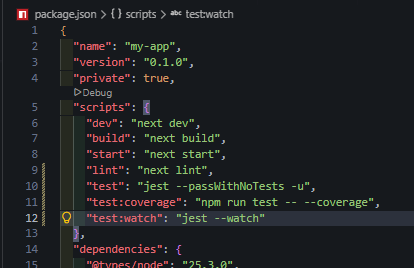 package.json > {} scripts > abc test:watch
1 {
2 "name": "my-app",
3 "version": "0.1.0",
4 "private": true,
Debug
5 "scripts": {
6 "dev": "next dev",
7 "build": "next build",
8 "start": "next start",
9 "lint": "next lint",
10 "test": "jest --passWithNoTests -u",
11 "test:coverage": "npm run test -- --coverage",
12 "test:watch": "jest --watch"
13 },
14 "dependencies": {
15 "@types/node": "25.3.0",